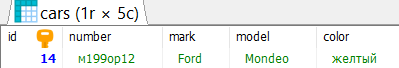 cars (1r × 5c)
id number mark model color
14 м199ор12 Ford Mondeo желтый